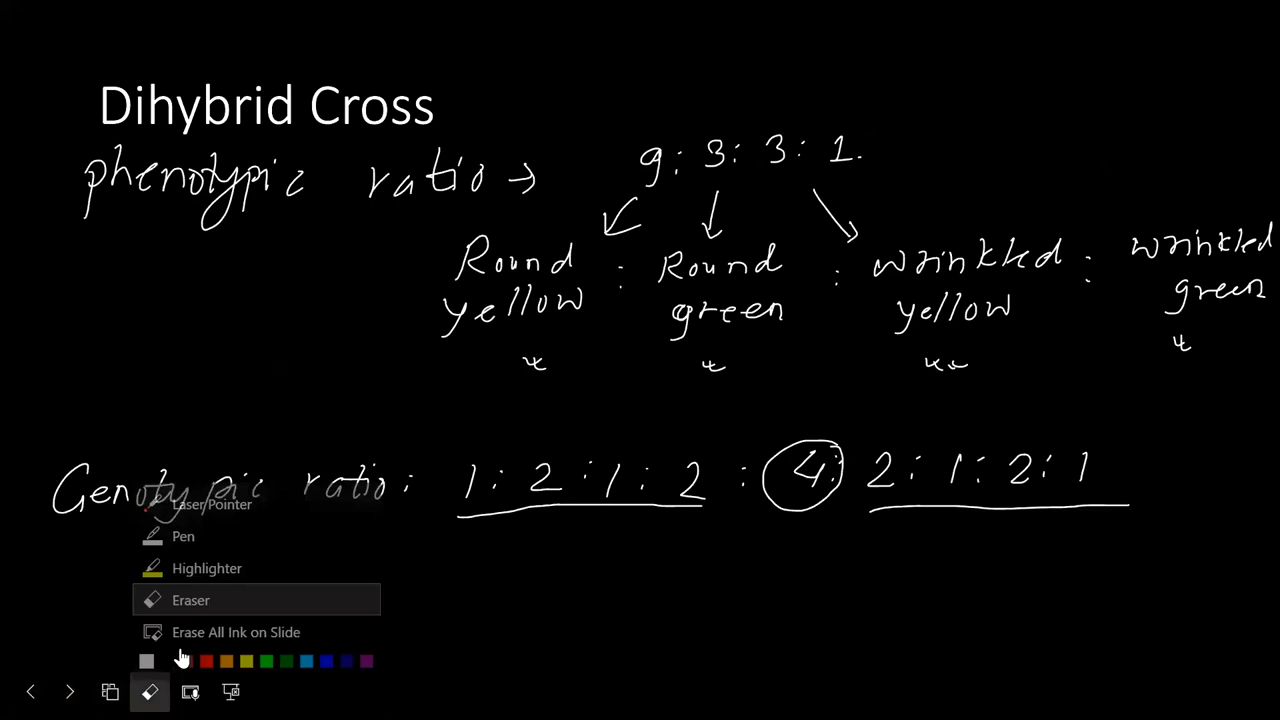 Dihybrid Cross
phenotypic ratio → 9 : 3 : 3 : 1.
Round yellow : Round green : wrinkled yellow : wrinkled green
Genotypic ratio : 1 : 2 : 1 : 2 : 4 : 2 : 1 : 2 : 1
Laser Pointer
Pen
Highlighter
Eraser
Erase All Ink on Slide